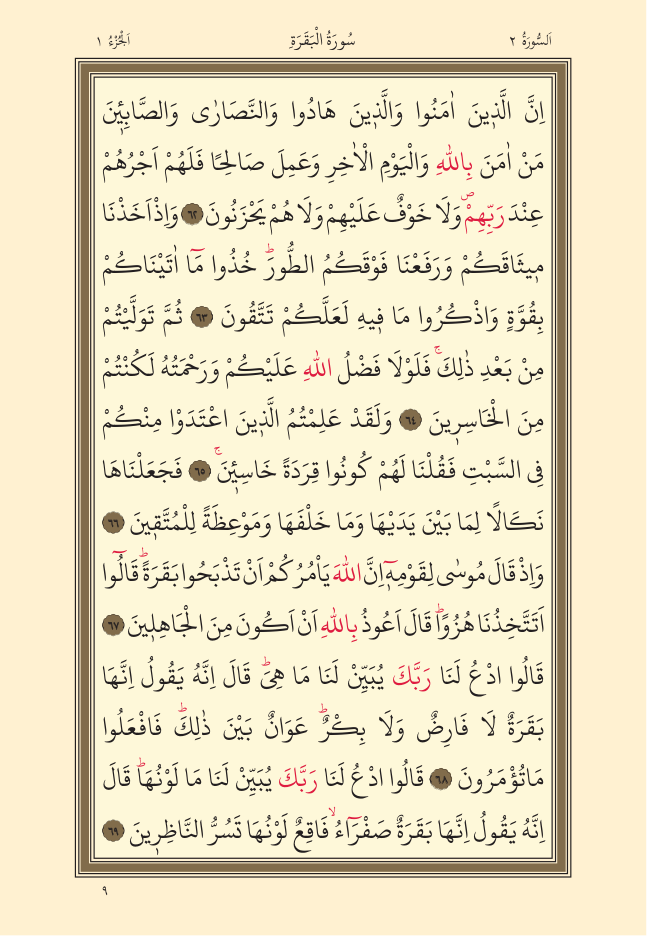 اَلسُّورَةُ ٢ سُورَةُ الْبَقَرَةِ اَلْجُزْءُ ١
اِنَّ الَّذ۪ينَ اٰمَنُوا وَالَّذ۪ينَ هَادُوا وَالنَّصَارٰى وَالصَّابِـ۪ٔينَ
مَنْ اٰمَنَ بِاللّٰهِ وَالْيَوْمِ الْاٰخِرِ وَعَمِلَ صَالِحًا فَلَهُمْ اَجْرُهُمْ
عِنْدَ رَبِّهِمْۖ وَلَا خَوْفٌ عَلَيْهِمْ وَلَا هُمْ يَحْزَنُونَ ﴿٦٢﴾ وَاِذْ اَخَذْنَا
م۪يثَاقَكُمْ وَرَفَعْنَا فَوْقَكُمُ الطُّورَۜ خُذُوا مَٓا اٰتَيْنَاكُمْ
بِقُوَّةٍ وَاذْكُرُوا مَا ف۪يهِ لَعَلَّكُمْ تَتَّقُونَ ﴿٦٣﴾ ثُمَّ تَوَلَّيْتُمْ
مِنْ بَعْدِ ذٰلِكَۚ فَلَوْلَا فَضْلُ اللّٰهِ عَلَيْكُمْ وَرَحْمَتُهُ لَكُنْتُمْ
مِنَ الْخَاسِر۪ينَ ﴿٦٤﴾ وَلَقَدْ عَلِمْتُمُ الَّذ۪ينَ اعْتَدَوْا مِنْكُمْ
فِى السَّبْتِ فَقُلْنَا لَهُمْ كُونُوا قِرَدَةً خَاسِـ۪ٔينَۚ ﴿٦٥﴾ فَجَعَلْنَاهَا
نَكَالًا لِمَا بَيْنَ يَدَيْهَا وَمَا خَلْفَهَا وَمَوْعِظَةً لِلْمُتَّق۪ينَ ﴿٦٦﴾
وَاِذْ قَالَ مُوسٰى لِقَوْمِه۪ٓ اِنَّ اللّٰهَ يَاْمُرُكُمْ اَنْ تَذْبَحُوا بَقَرَةًۜ قَالُٓوا
اَتَتَّخِذُنَا هُزُوًاۜ قَالَ اَعُوذُ بِاللّٰهِ اَنْ اَكُونَ مِنَ الْجَاهِل۪ينَ ﴿٦٧﴾
قَالُوا ادْعُ لَنَا رَبَّكَ يُبَيِّنْ لَنَا مَا هِىَۜ قَالَ اِنَّهُ يَقُولُ اِنَّهَا
بَقَرَةٌ لَا فَارِضٌ وَلَا بِكْرٌۜ عَوَانٌ بَيْنَ ذٰلِكَۜ فَافْعَلُوا
مَاتُؤْمَرُونَ ﴿٦٨﴾ قَالُوا ادْعُ لَنَا رَبَّكَ يُبَيِّنْ لَنَا مَا لَوْنُهَاۜ قَالَ
اِنَّهُ يَقُولُ اِنَّهَا بَقَرَةٌ صَفْرَٓاءُۙ فَاقِعٌ لَوْنُهَا تَسُرُّ النَّاظِر۪ينَ ﴿٦٩﴾
٩